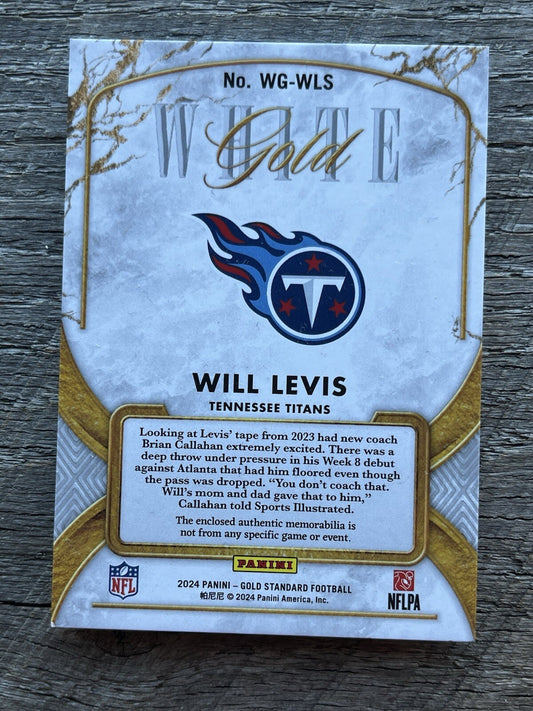 No. WG-WLS
WHITE
Gold
T
WILL LEVIS
TENNESSEE TITANS
Looking at Levis’ tape from 2023 had new coach
Brian Callahan extremely excited. There was a
deep throw under pressure in his Week 8 debut
against Atlanta that had him floored even though
the pass was dropped. “You don’t coach that.
Will’s mom and dad gave that to him,”
Callahan told Sports Illustrated.
The enclosed authentic memorabilia is
not from any specific game or event.
PANINI
NFL
2024 PANINI – GOLD STANDARD FOOTBALL
帕尼尼 © 2024 Panini America, Inc.
NFLPA